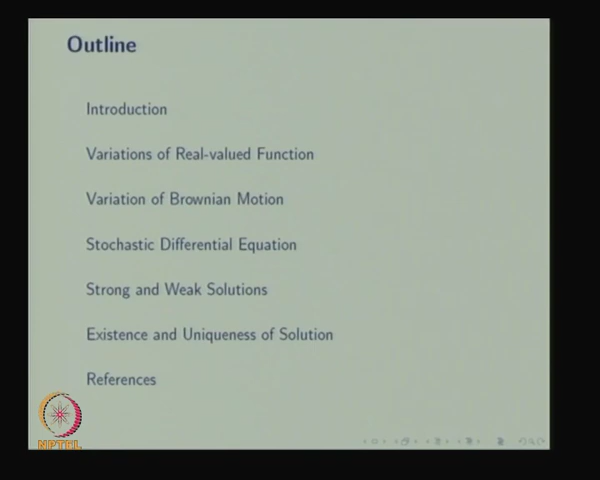 Outline
Introduction
Variations of Real-valued Function
Variation of Brownian Motion
Stochastic Differential Equation
Strong and Weak Solutions
Existence and Uniqueness of Solution
References
NPTEL